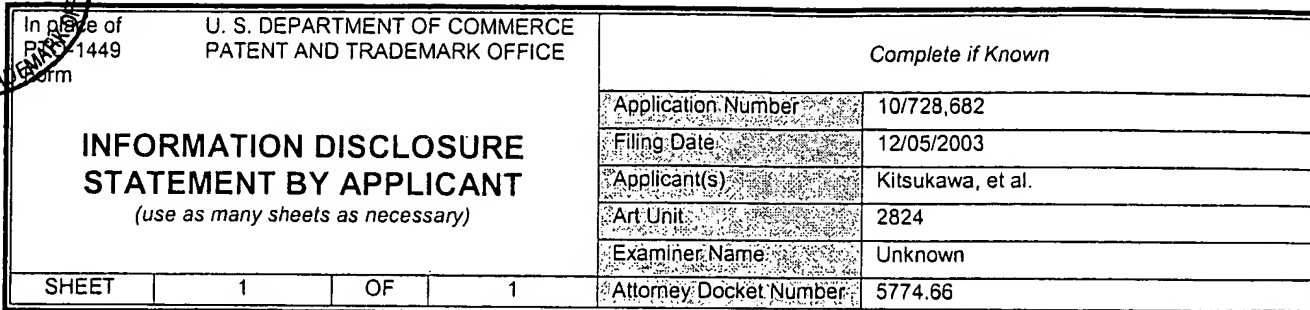 In place of U. S. DEPARTMENT OF COMMERCE
1449 PATENT AND TRADEMARK OFFICE
Form
Complete if Known
INFORMATION DISCLOSURE
STATEMENT BY APPLICANT
(use as many sheets as necessary)
SHEET 1 OF 1
Application Number 10/728,682
Filing Date 12/05/2003
Applicant(s) Kitsukawa, et al.
Art Unit 2824
Examiner Name Unknown
Attorney Docket Number 5774.66